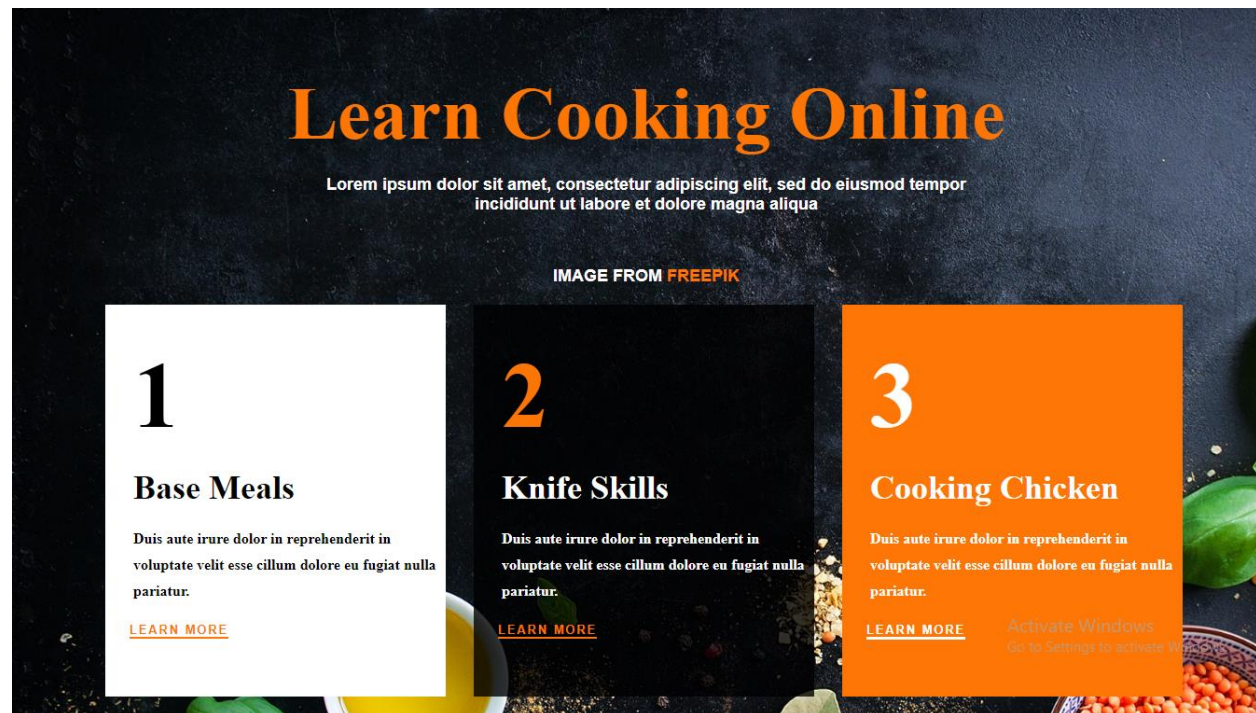 Learn Cooking Online
Lorem ipsum dolor sit amet, consectetur adipiscing elit, sed do eiusmod tempor
incididunt ut labore et dolore magna aliqua
IMAGE FROM FREEPIK
1
Base Meals
Duis aute irure dolor in reprehenderit in
voluptate velit esse cillum dolore eu fugiat nulla
pariatur.
LEARN MORE
2
Knife Skills
Duis aute irure dolor in reprehenderit in
voluptate velit esse cillum dolore eu fugiat nulla
pariatur.
LEARN MORE
3
Cooking Chicken
Duis aute irure dolor in reprehenderit in
voluptate velit esse cillum dolore eu fugiat nulla
pariatur.
LEARN MORE
Activate Windows
Go to Settings to activate